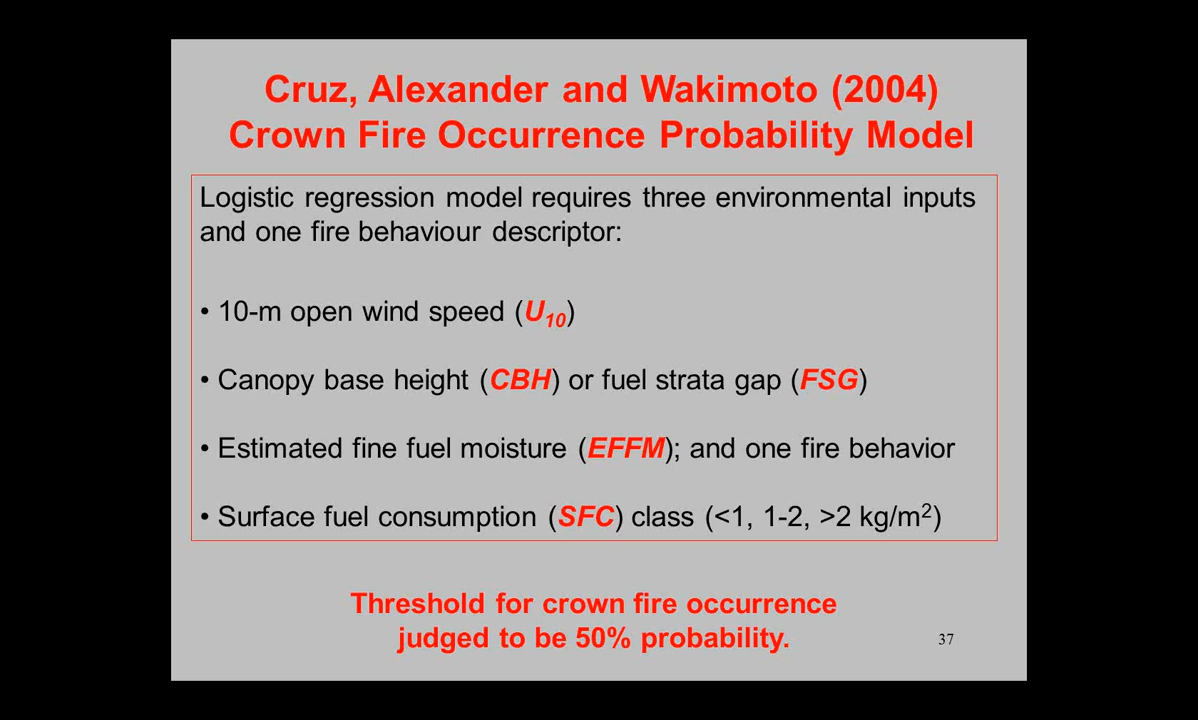 Cruz, Alexander and Wakimoto (2004)
Crown Fire Occurrence Probability Model
Logistic regression model requires three environmental inputs
and one fire behaviour descriptor:
• 10-m open wind speed (U10)
• Canopy base height (CBH) or fuel strata gap (FSG)
• Estimated fine fuel moisture (EFFM); and one fire behavior
• Surface fuel consumption (SFC) class (<1, 1-2, >2 kg/m2)
Threshold for crown fire occurrence
judged to be 50% probability.
37